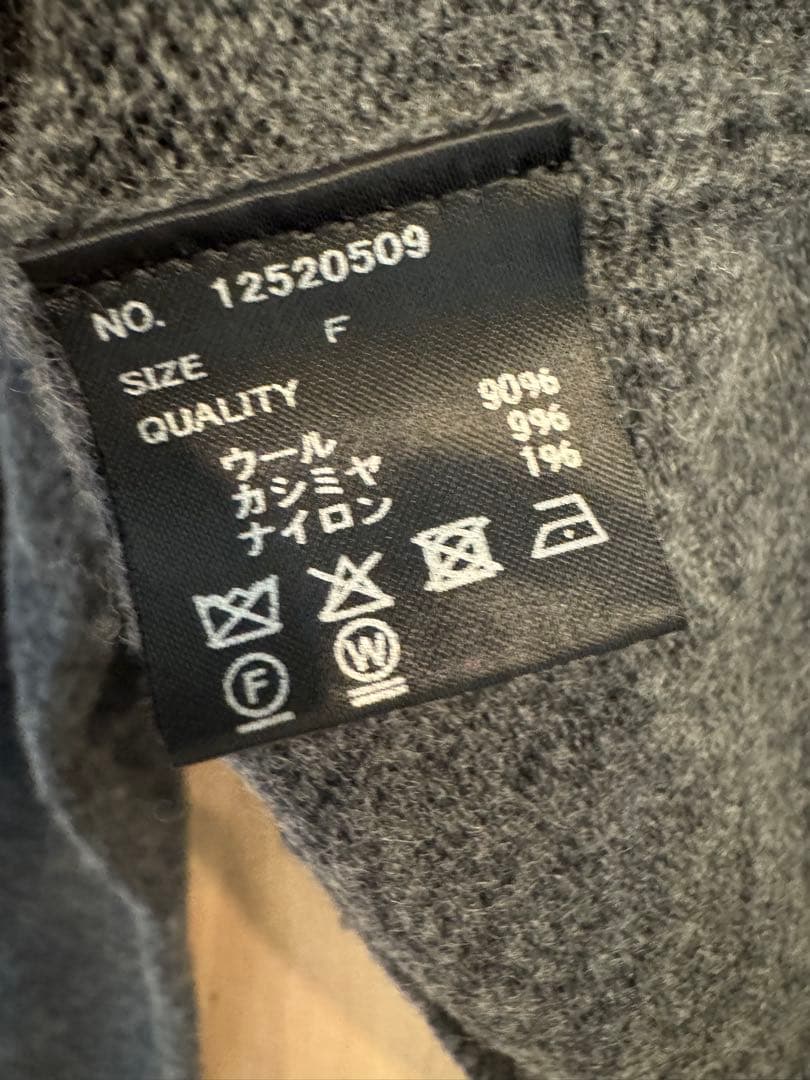 NO. 12520509
SIZE F
QUALITY
ウール 90%
カシミヤ 9%
ナイロン 1%
F
W